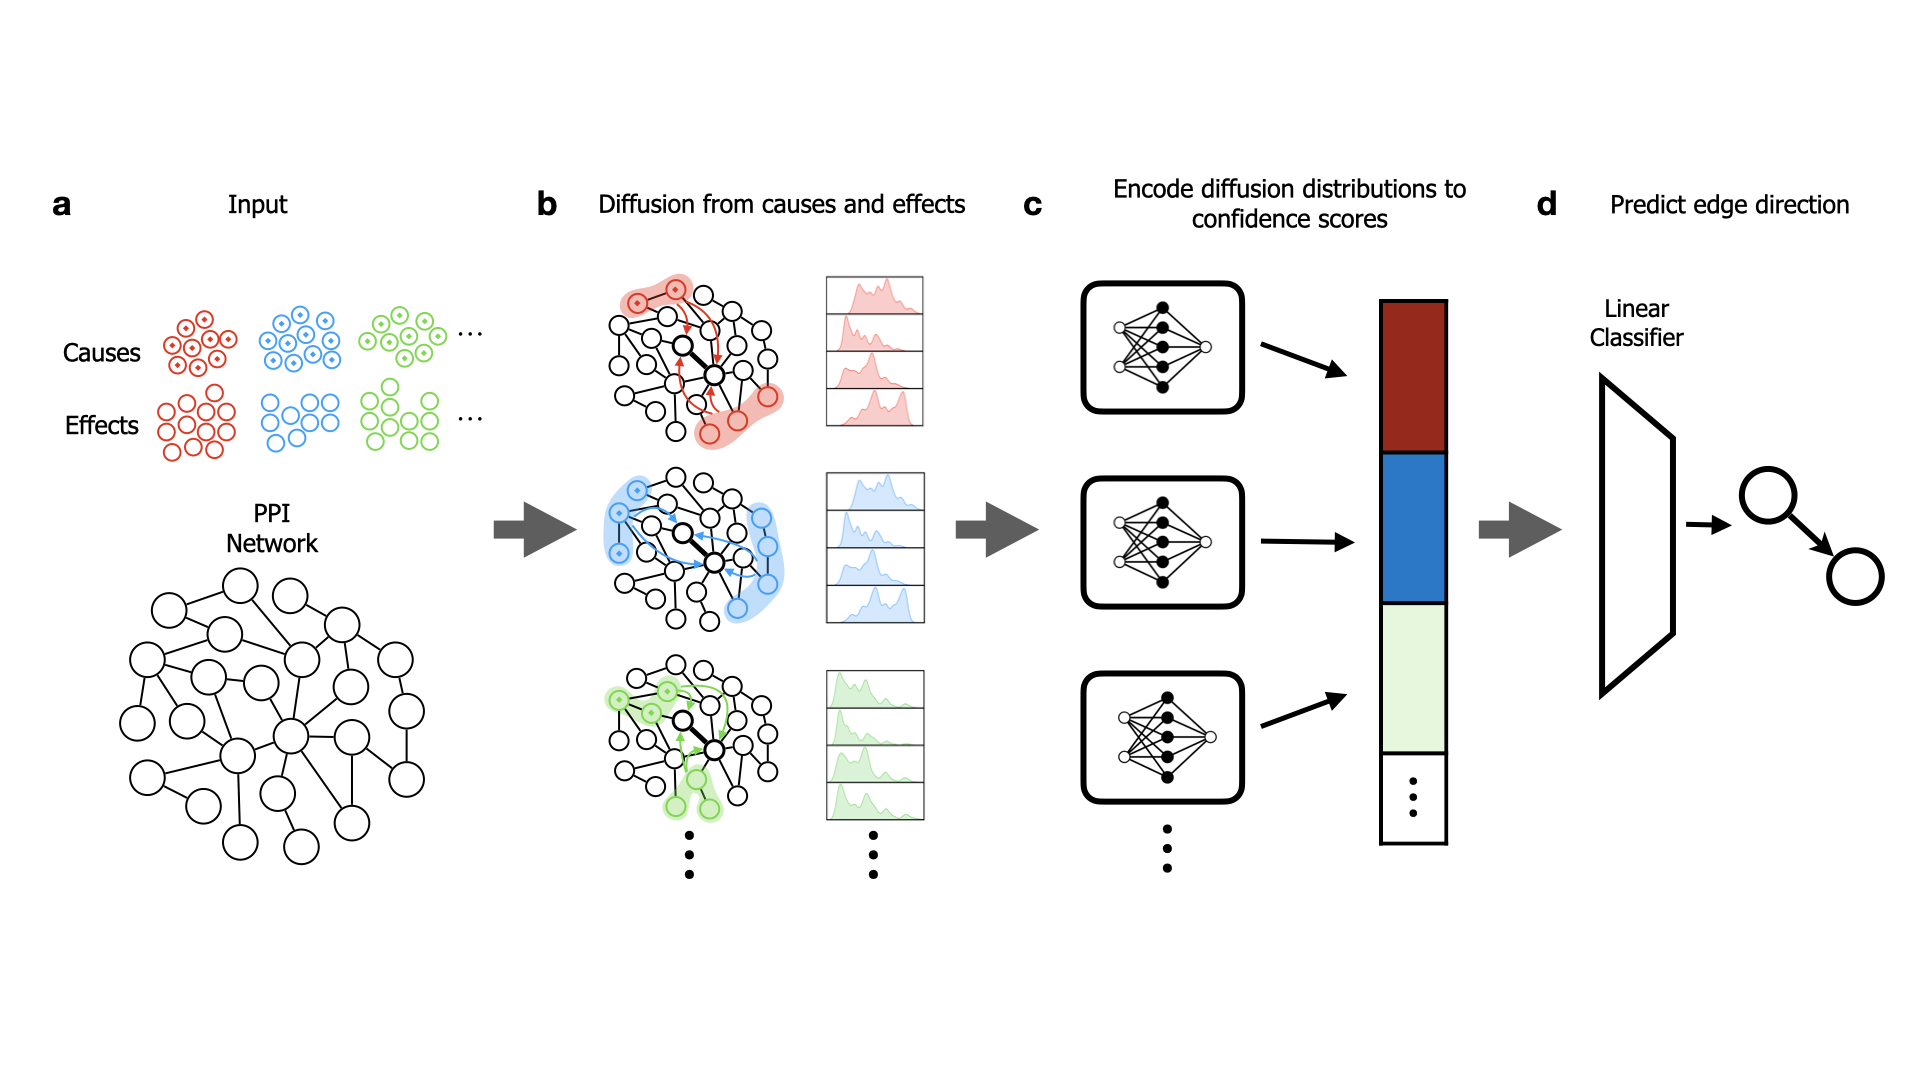 a
Input
Causes
...
Effects
...
PPI
Network
b
Diffusion from causes and effects
c
Encode diffusion distributions to
confidence scores
d
Predict edge direction
Linear
Classifier